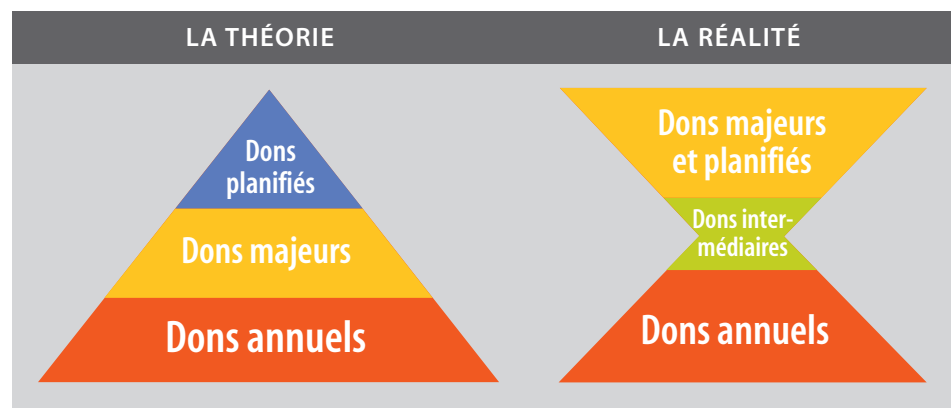 LA THÉORIE
LA RÉALITÉ
Dons
planifiés
Dons majeurs
Dons annuels
Dons majeurs
et planifiés
Dons inter-
médiaires
Dons annuels